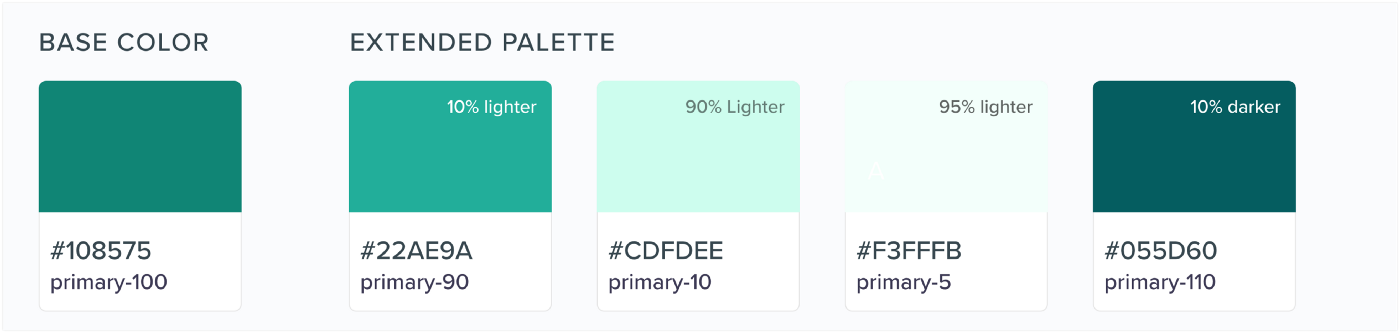 BASE COLOR
EXTENDED PALETTE
10% lighter
90% Lighter
95% lighter
10% darker
#108575
primary-100
#22AE9A
primary-90
#CDFDEE
primary-10
#F3FFFB
primary-5
#055D60
primary-110